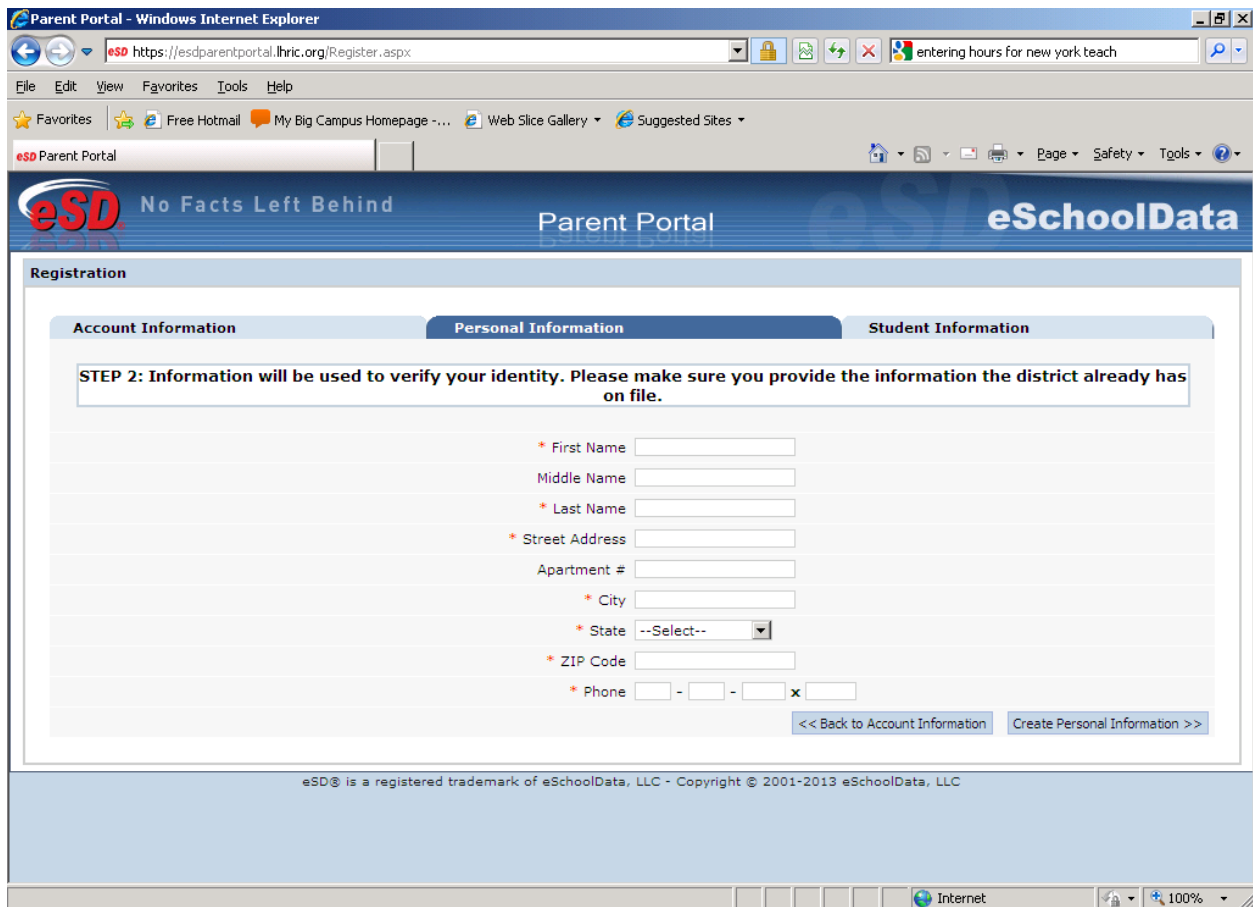 Parent Portal - Windows Internet Explorer
eSD https://esdparentportal.lhric.org/Register.aspx
entering hours for new york teach
File Edit View Favorites Tools Help
Favorites Free Hotmail My Big Campus Homepage -... Web Slice Gallery Suggested Sites
eSD Parent Portal
Page Safety Tools
eSD No Facts Left Behind Parent Portal eSD eSchoolData
Registration
Account Information Personal Information Student Information
STEP 2: Information will be used to verify your identity. Please make sure you provide the information the district already has
on file.
* First Name
Middle Name
* Last Name
* Street Address
Apartment #
* City
* State --Select--
* ZIP Code
* Phone - - x
<< Back to Account Information Create Personal Information >>
eSD® is a registered trademark of eSchoolData, LLC - Copyright © 2001-2013 eSchoolData, LLC
Internet 100%